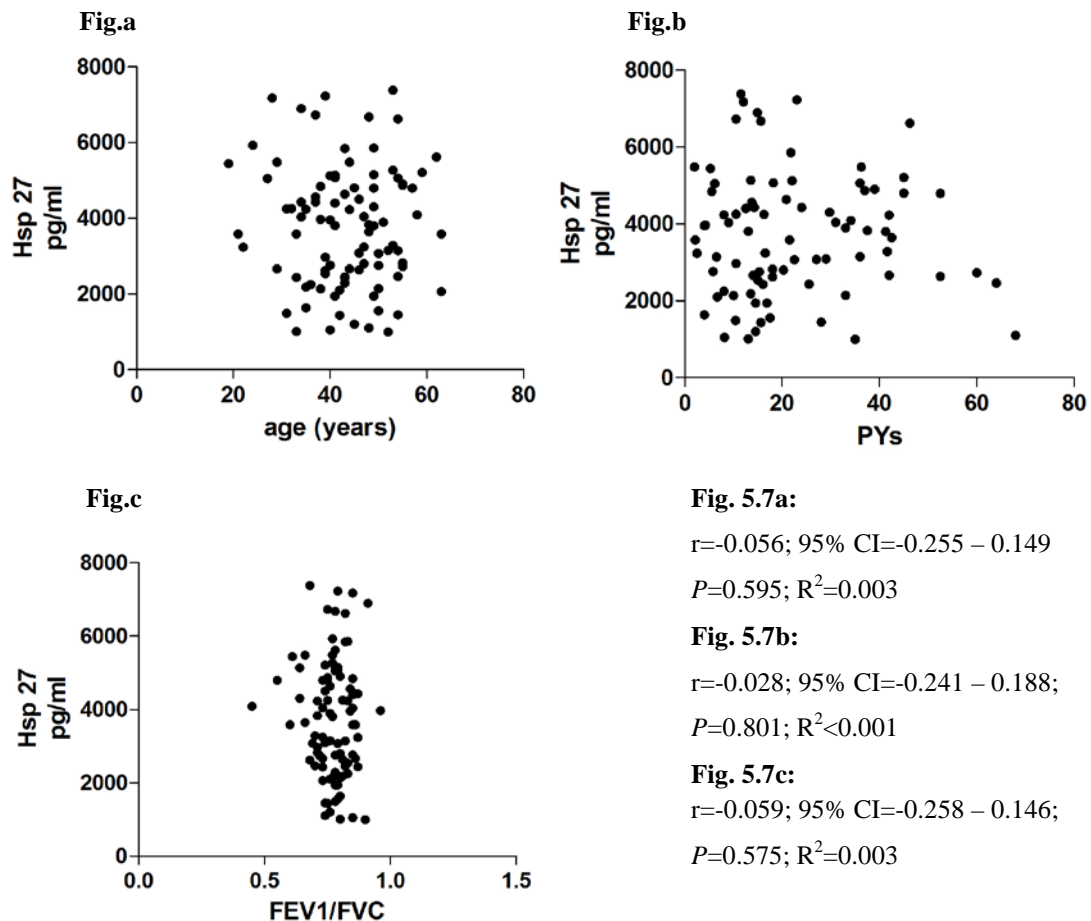 Fig.a
8000
6000
4000
2000
0
Hsp 27
pg/ml
0 20 40 60 80
age (years)
Fig.b
8000
6000
4000
2000
0
Hsp 27
pg/ml
0 20 40 60 80
PYs
Fig.c
8000
6000
4000
2000
0
Hsp 27
pg/ml
0.0 0.5 1.0 1.5
FEV1/FVC
Fig. 5.7a:
r=-0.056; 95% CI=-0.255 – 0.149
P=0.595; R²=0.003
Fig. 5.7b:
r=-0.028; 95% CI=-0.241 – 0.188;
P=0.801; R²<0.001
Fig. 5.7c:
r=-0.059; 95% CI=-0.258 – 0.146;
P=0.575; R²=0.003